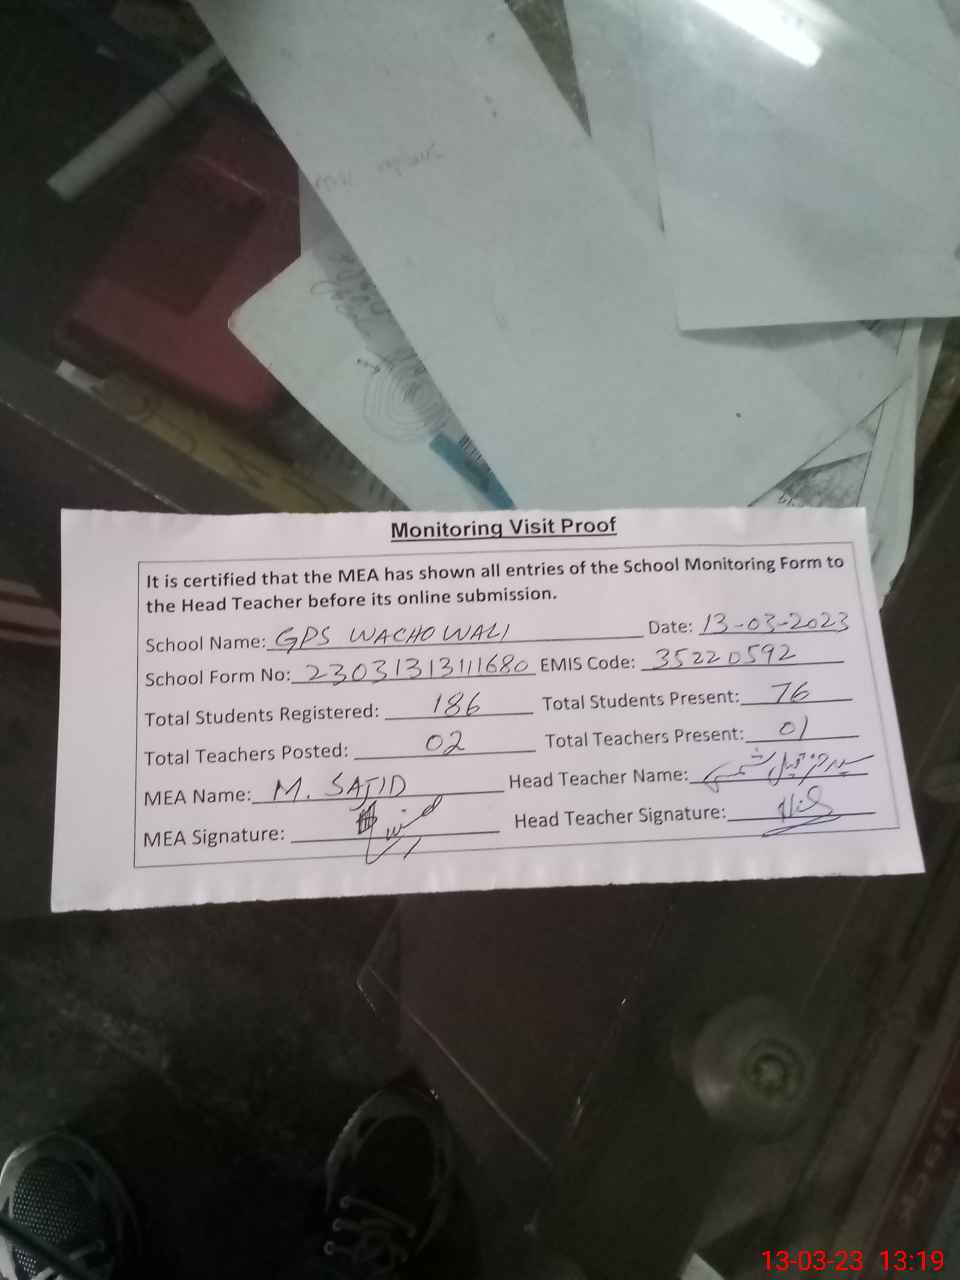 Monitoring Visit Proof
It is certified that the MEA has shown all entries of the School Monitoring Form to
the Head Teacher before its online submission.
School Name: GPS WACHOWALI Date: 13-03-2023
School Form No: 23031313111680 EMIS Code: 35220592
Total Students Registered: 186 Total Students Present: 76
Total Teachers Posted: 02 Total Teachers Present: 01
MEA Name: M. SAJID Head Teacher Name:
MEA Signature: Head Teacher Signature:
13-03-23 13:19